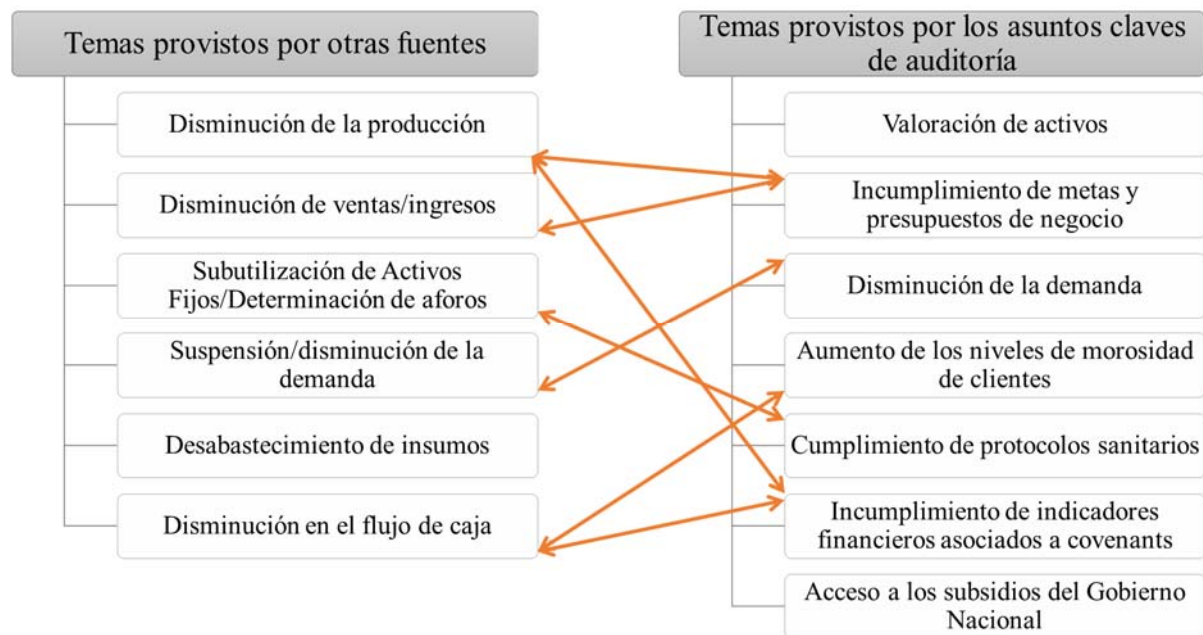 Temas provistos por otras fuentes
Disminución de la producción
Disminución de ventas/ingresos
Subutilización de Activos
Fijos/Determinación de aforos
Suspensión/disminución de la
demanda
Desabastecimiento de insumos
Disminución en el flujo de caja
Temas provistos por los asuntos claves
de auditoría
Valoración de activos
Incumplimiento de metas y
presupuestos de negocio
Disminución de la demanda
Aumento de los niveles de morosidad
de clientes
Cumplimiento de protocolos sanitarios
Incumplimiento de indicadores
financieros asociados a covenants
Acceso a los subsidios del Gobierno
Nacional